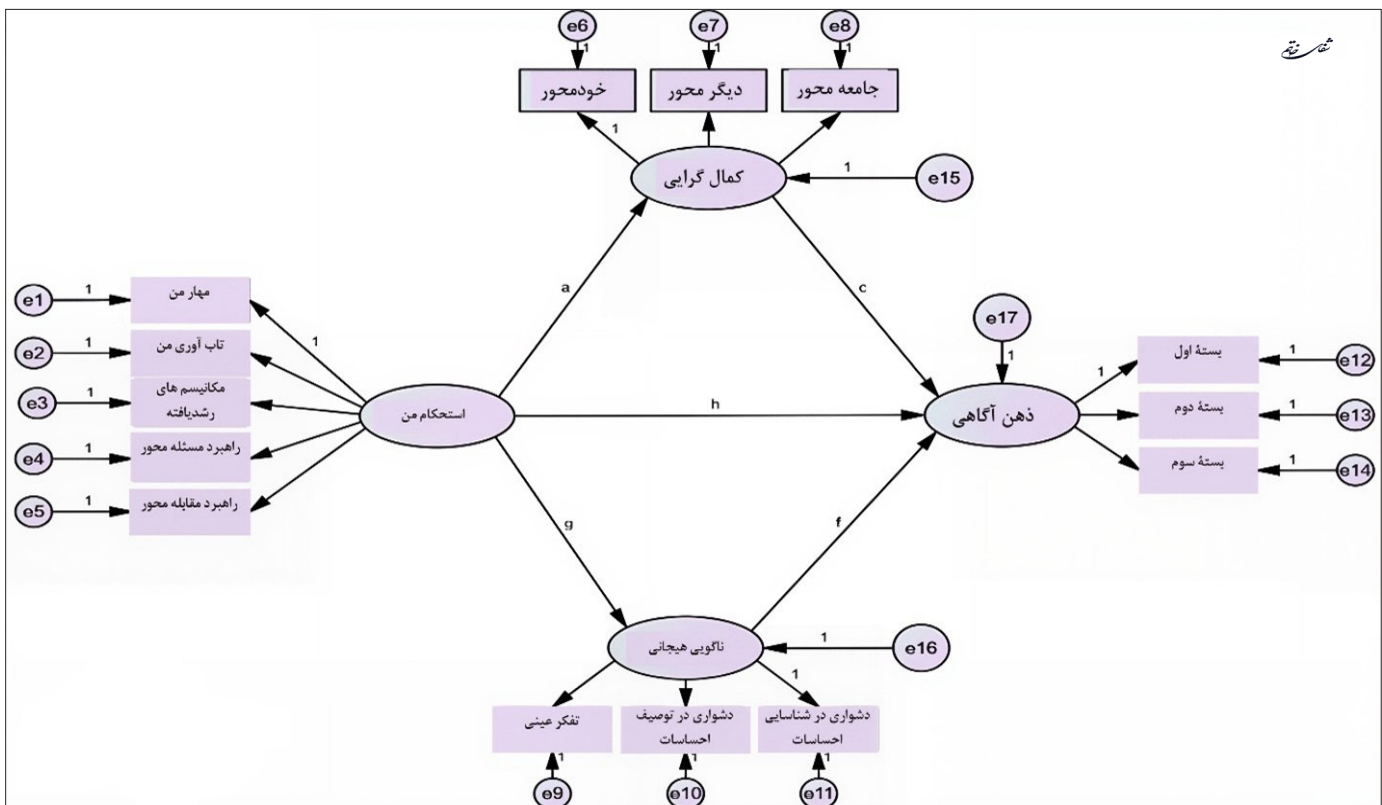 e6 e7 e8
1 1 1
شفای خاتم
خودمحور دیگر محور جامعه محور
1
کمال گرایی
1
e15
a
c
e1
1
مهار من
e2
1
تاب آوری من
1
e3
1
مکانیسم های
رشدیافته
e4
1
راهبرد مسئله محور
e5
1
راهبرد مقابله محور
استحکام من
h
e17
1
ذهن آگاهی
1
بستهٔ اول
1
e12
بستهٔ دوم
1
e13
بستهٔ سوم
1
e14
g
f
ناگویی هیجانی
1
e16
1
تفکر عینی
دشواری در توصیف
احساسات
دشواری در شناسایی
احساسات
1 1 1
e9 e10 e11